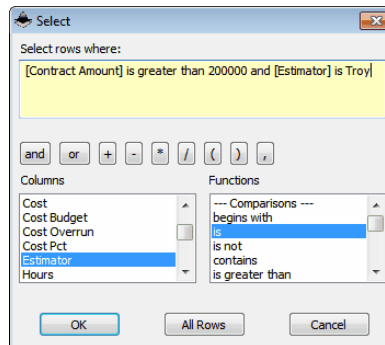 Select
Select rows where:
[Contract Amount] is greater than 200000 and [Estimator] is Troy
and or + - * / ( ) ,
Columns Functions
Cost
Cost Budget
Cost Overrun
Cost Pct
Estimator
Hours
--- Comparisons ---
begins with
is
is not
contains
is greater than
OK All Rows Cancel